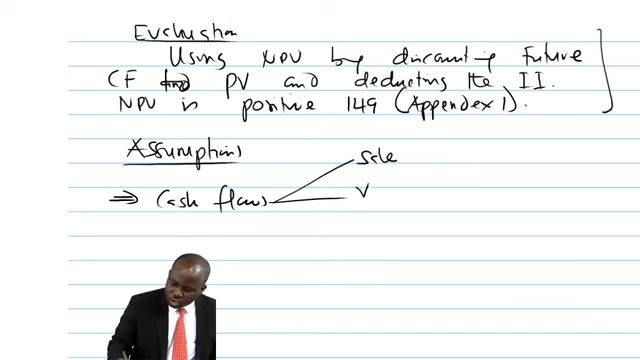 Evaluation
Using NPV by discounting future
CF to PV and deducting the II.
NPV is positive 149 (Appendex 1).
Assumptions
⇒ Cash flows
Sale
V